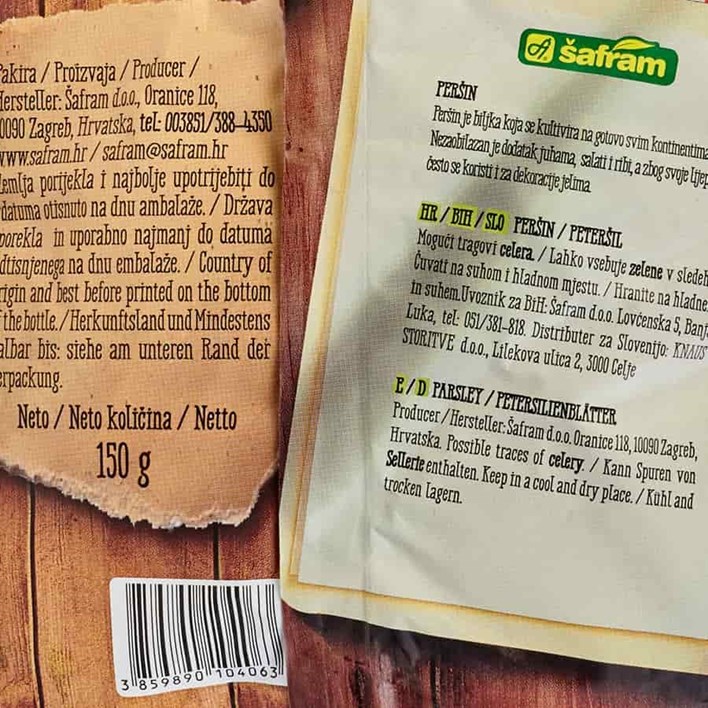 Pakira / Proizvaja / Producer /
Hersteller: Šafram d.o.o., Oranice 118,
10090 Zagreb, Hrvatska, tel: 003851/388-4350
www.safram.hr / safram@safram.hr
Zemlja porijekla i najbolje upotrijebiti do
datuma otisnuto na dnu ambalaže. / Država
porekla in uporabno najmanj do datuma
odtisnjenega na dnu embalaže. / Country of
origin and best before printed on the bottom
of the bottle. / Herkunftsland und Mindestens
albar bis: siehe am unteren Rand der
erpackung.
Neto / Neto količina / Netto
150 g
3 859890 104063
šafram
PERŠIN
Peršin je biljka koja se kultivira na gotovo svim kontinentima
Nezaobilazan je dodatak juhama, salati i ribi, a zbog svoje lijep
često se koristi i za dekoracije jelima.
HR / BIH / SLO PERŠIN / PETERŠIL
Mogući tragovi celera. / Lahko vsebuje zelene v sledeh
Čuvati na suhom i hladnom mjestu. / Hranite na hladne
in suhem. Uvoznik za BiH: Šafram d.o.o. Lovćenska 5, Banj
Luka, tel: 051/381-818. Distributer za Slovenijo: KNAUS
STORITVE d.o.o., Lilekova ulica 2, 3000 Celje
E / D PARSLEY / PETERSILIENBLÄTTER
Producer / Hersteller: Šafram d.o.o. Oranice 118, 10090 Zagreb,
Hrvatska. Possible traces of celery. / Kann Spuren von
Sellerie enthalten. Keep in a cool and dry place. / Kühl and
trocken lagern.